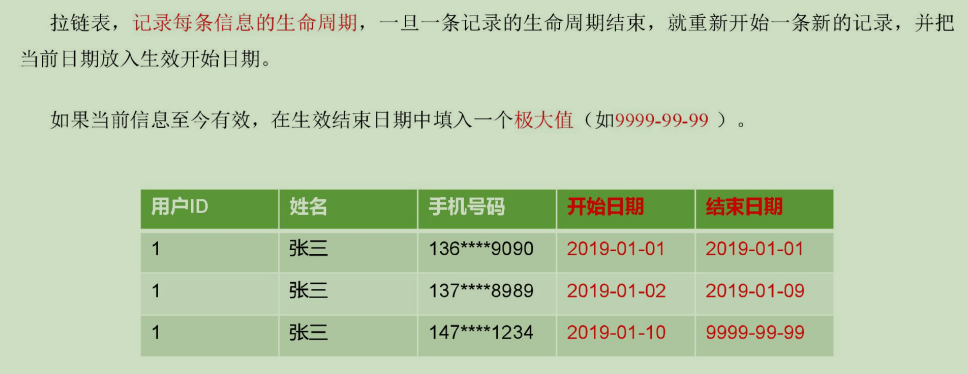 拉链表，记录每条信息的生命周期，一旦一条记录的生命周期结束，就重新开始一条新的记录，并把
当前日期放入生效开始日期。
如果当前信息至今有效，在生效结束日期中填入一个极大值（如9999-99-99 ）。
用户ID 姓名 手机号码 开始日期 结束日期
1 张三 136****9090 2019-01-01 2019-01-01
1 张三 137****8989 2019-01-02 2019-01-09
1 张三 147****1234 2019-01-10 9999-99-99